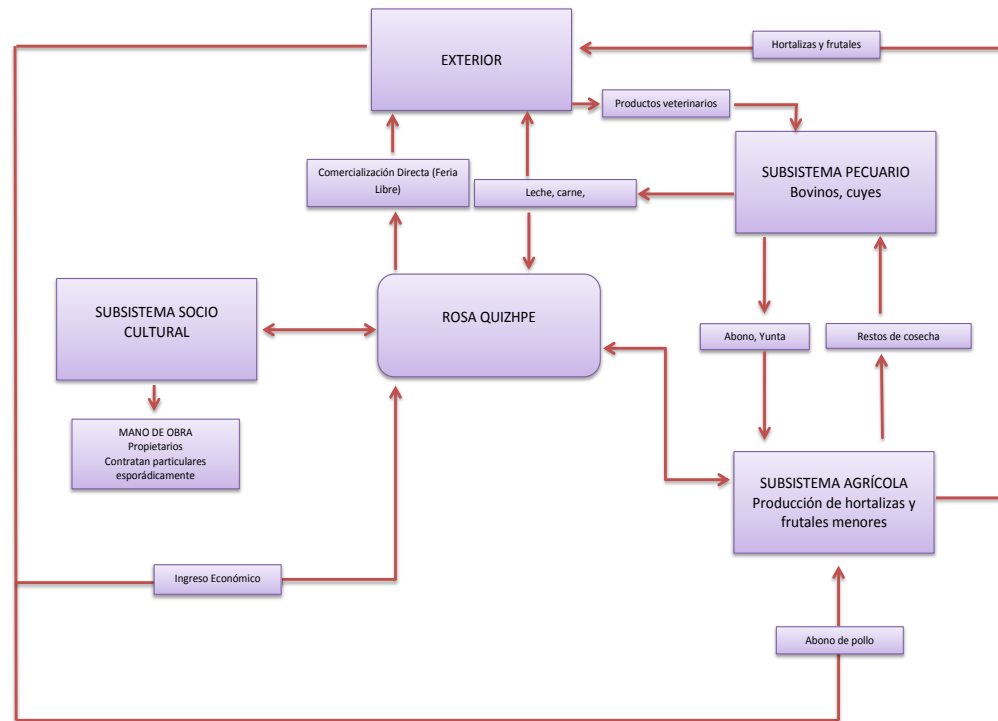 Hortalizas y frutales
EXTERIOR
Productos veterinarios
Comercialización Directa (Feria
Libre)
Leche, carne,
SUBSISTEMA PECUARIO
Bovinos, cuyes
SUBSISTEMA SOCIO
CULTURAL
ROSA QUIZHPE
Abono, Yunta
Restos de cosecha
MANO DE OBRA
Propietarios
Contratan particulares
esporádicamente
SUBSISTEMA AGRÍCOLA
Producción de hortalizas y
frutales menores
Ingreso Económico
Abono de pollo